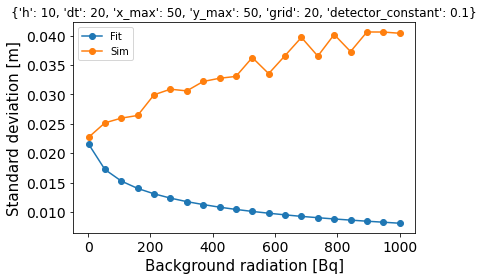 {'h': 10, 'dt': 20, 'x_max': 50, 'y_max': 50, 'grid': 20, 'detector_constant': 0.1}
Fit
Sim
0.040
0.035
0.030
0.025
0.020
0.015
0.010
Standard deviation [m]
0 200 400 600 800 1000
Background radiation [Bq]